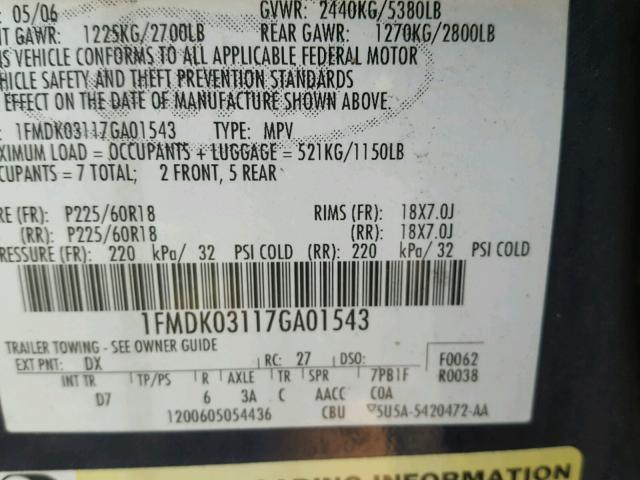 05/06 GVWR: 2440KG/5380LB
GAWR: 1225KG/2700LB REAR GAWR: 1270KG/2800LB
VEHICLE CONFORMS TO ALL APPLICABLE FEDERAL MOTOR
HICLE SAFETY AND THEFT PREVENTION STANDARDS
EFFECT ON THE DATE OF MANUFACTURE SHOWN ABOVE.
1FMDK03117GA01543 TYPE: MPV
XIMUM LOAD = OCCUPANTS + LUGGAGE = 521KG/1150LB
CUPANTS = 7 TOTAL; 2 FRONT, 5 REAR
RE (FR): P225/60R18 RIMS (FR): 18X7.0J
(RR): P225/60R18 (RR): 18X7.0J
RESSURE (FR): 220 kPa/ 32 PSI COLD (RR): 220 kPa/ 32 PSI COLD
1FMDK03117GA01543
TRAILER TOWING - SEE OWNER GUIDE
EXT PNT: DX RC: 27 DSO: F0062
INT TR TP/PS R AXLE TR SPR 7PB1F R0038
D7 6 3A C AACC COA
1200605054436 CBU 5U5A-5420472-AA
LOADING INFORMATION